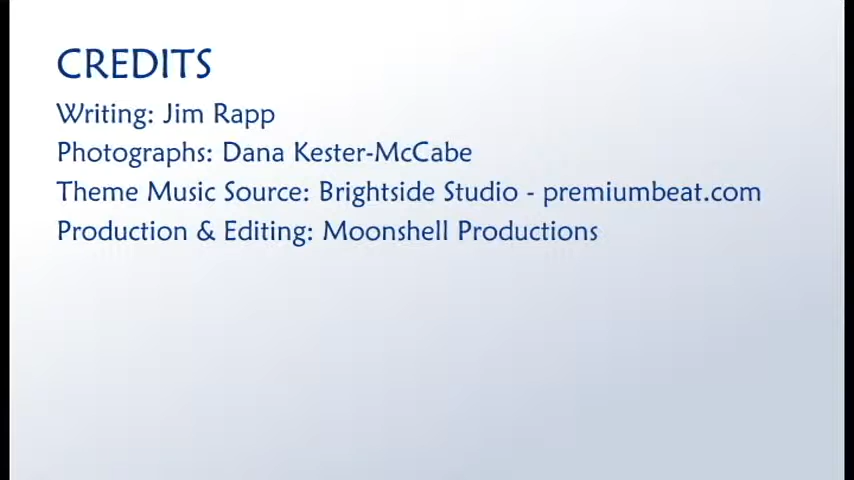 CREDITS
Writing: Jim Rapp
Photographs: Dana Kester-McCabe
Theme Music Source: Brightside Studio - premiumbeat.com
Production & Editing: Moonshell Productions